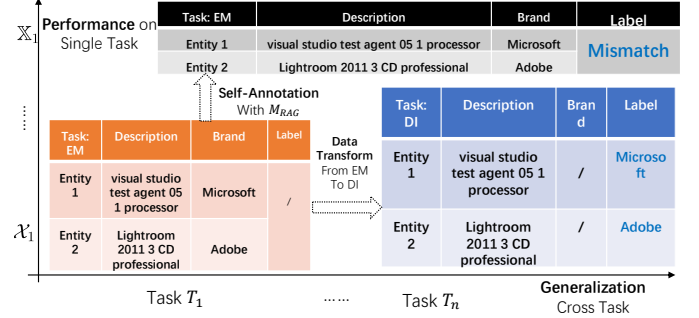 𝕏₁
Performance on
Single Task
Task: EM Description Brand Label
Entity 1 visual studio test agent 05 1 processor Microsoft Mismatch
Entity 2 Lightroom 2011 3 CD professional Adobe
......
Self-Annotation
With M_RAG
Task:
EM Description Brand Label
Entity
1 visual studio
test agent 05
1 processor Microsoft /
Entity
2 Lightroom
2011 3 CD
professional Adobe
Data
Transform
From EM
To DI
Task:
DI Description Bran
d Label
Entity
1 visual studio
test agent 05 1
processor / Microso
ft
Entity
2 Lightroom
2011 3 CD
professional / Adobe
𝒳₁
Task T₁ ...... Task Tₙ
Generalization
Cross Task